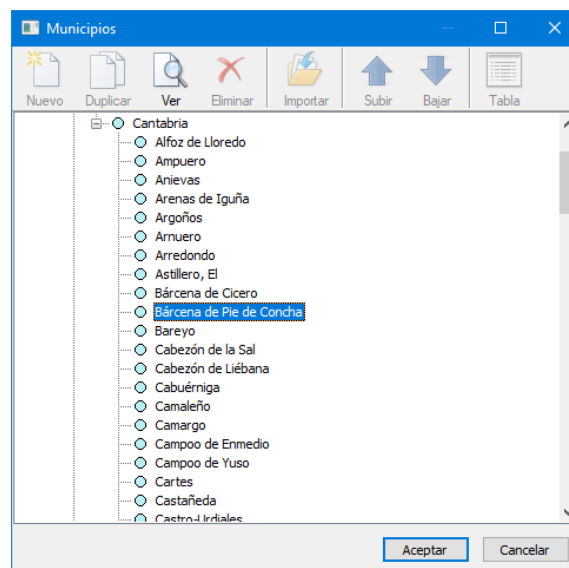 Municipios
Nuevo Duplicar Ver Eliminar Importar Subir Bajar Tabla
Cantabria
Alfoz de Lloredo
Ampuero
Anievas
Arenas de Iguña
Argoños
Arnuero
Arredondo
Astillero, El
Bárcena de Cicero
Bárcena de Pie de Concha
Bareyo
Cabezón de la Sal
Cabezón de Liébana
Cabuérniga
Camaleño
Camargo
Campoo de Enmedio
Campoo de Yuso
Cartes
Castañeda
Castro-Urdiales
Aceptar Cancelar